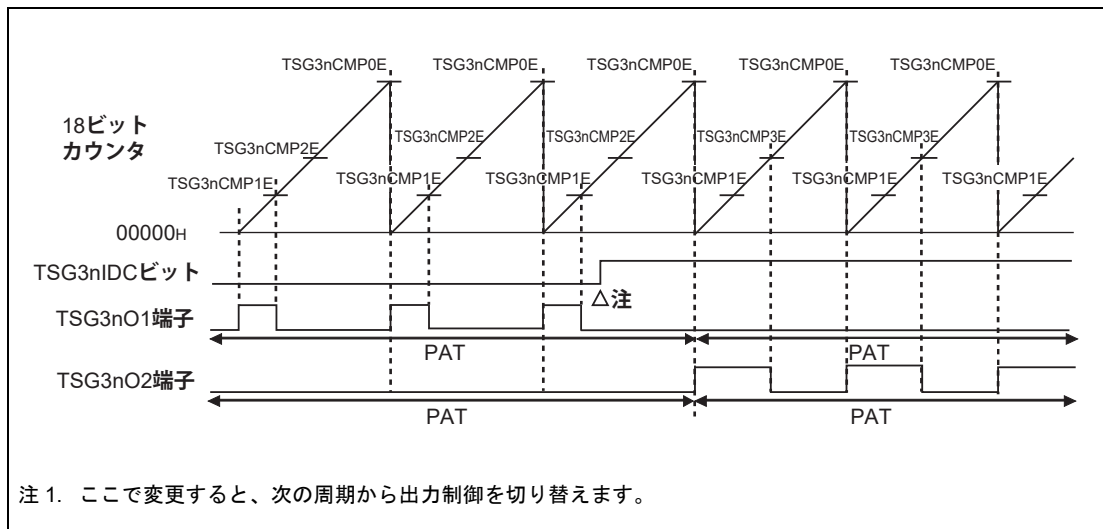 TSG3nCMP0E TSG3nCMP0E TSG3nCMP0E TSG3nCMP0E TSG3nCMP0E
18ビット
カウンタ
TSG3nCMP2E TSG3nCMP2E TSG3nCMP2E TSG3nCMP3E TSG3nCMP3E
TSG3nCMP1E TSG3nCMP1E TSG3nCMP1E TSG3nCMP1E TSG3nCMP1E
00000H
TSG3nIDCビット
△注
TSG3nO1端子
PAT PAT
TSG3nO2端子
PAT PAT
注 1. ここで変更すると、次の周期から出力制御を切り替えます。